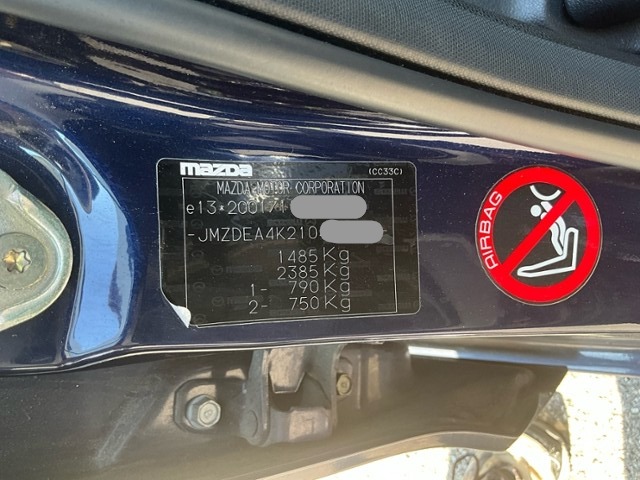 mazda (CC33C)
MAZDA MOTOR CORPORATION
e13*2001/1
-JMZDEA4K210
1485 Kg
2385 Kg
1- 790 Kg
2- 750 Kg
AIRBAG